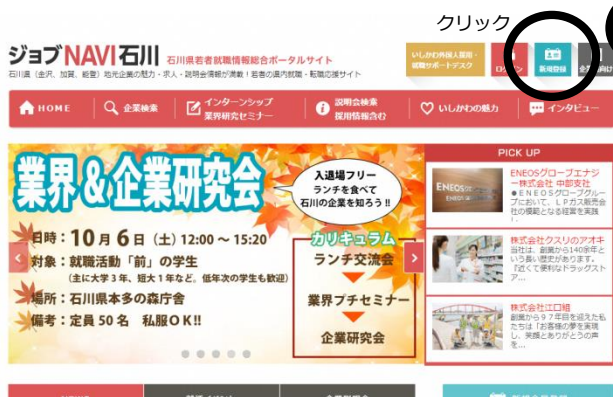 クリック
ジョブNAVI石川 石川県若者就職情報総合ポータルサイト
石川県（金沢、加賀、能登）地元企業の魅力・求人・説明会情報が満載！若者の県内就職・転職応援サイト
いしかわ外国人採用・
就職サポートデスク
新規登録
HOME
企業検索
インターンシップ
業界研究セミナー
説明会検索
採用情報含む
いしかわの魅力
インタビュー
業界&企業研究会
入退場フリー
ランチを食べて
石川の企業を知ろう!!
日時：10月6日（土）12:00～15:20
対象：就職活動「前」の学生
（主に大学3年、短大1年など、低年次の学生も歓迎）
場所：石川県本多の森庁舎
備考：定員50名 私服OK!!
カリキュラム
ランチ交流会
業界プチセミナー
企業研究会
PICK UP
ENEOSグローブエナジ
ー株式会社 中部支社
●ENEOSグローブグルー
プにおいて、LPガス販売会
社の模範となる経営を実践
し
株式会社クスリのアオキ
当社は、創業から140余年と
いう長い歴史があります。
『近くて便利なドラッグスト
ア...
株式会社江口組
創業から97年目を迎えた私
たちは「お客様の夢を実現
し、笑顔とありがとうの声
を...